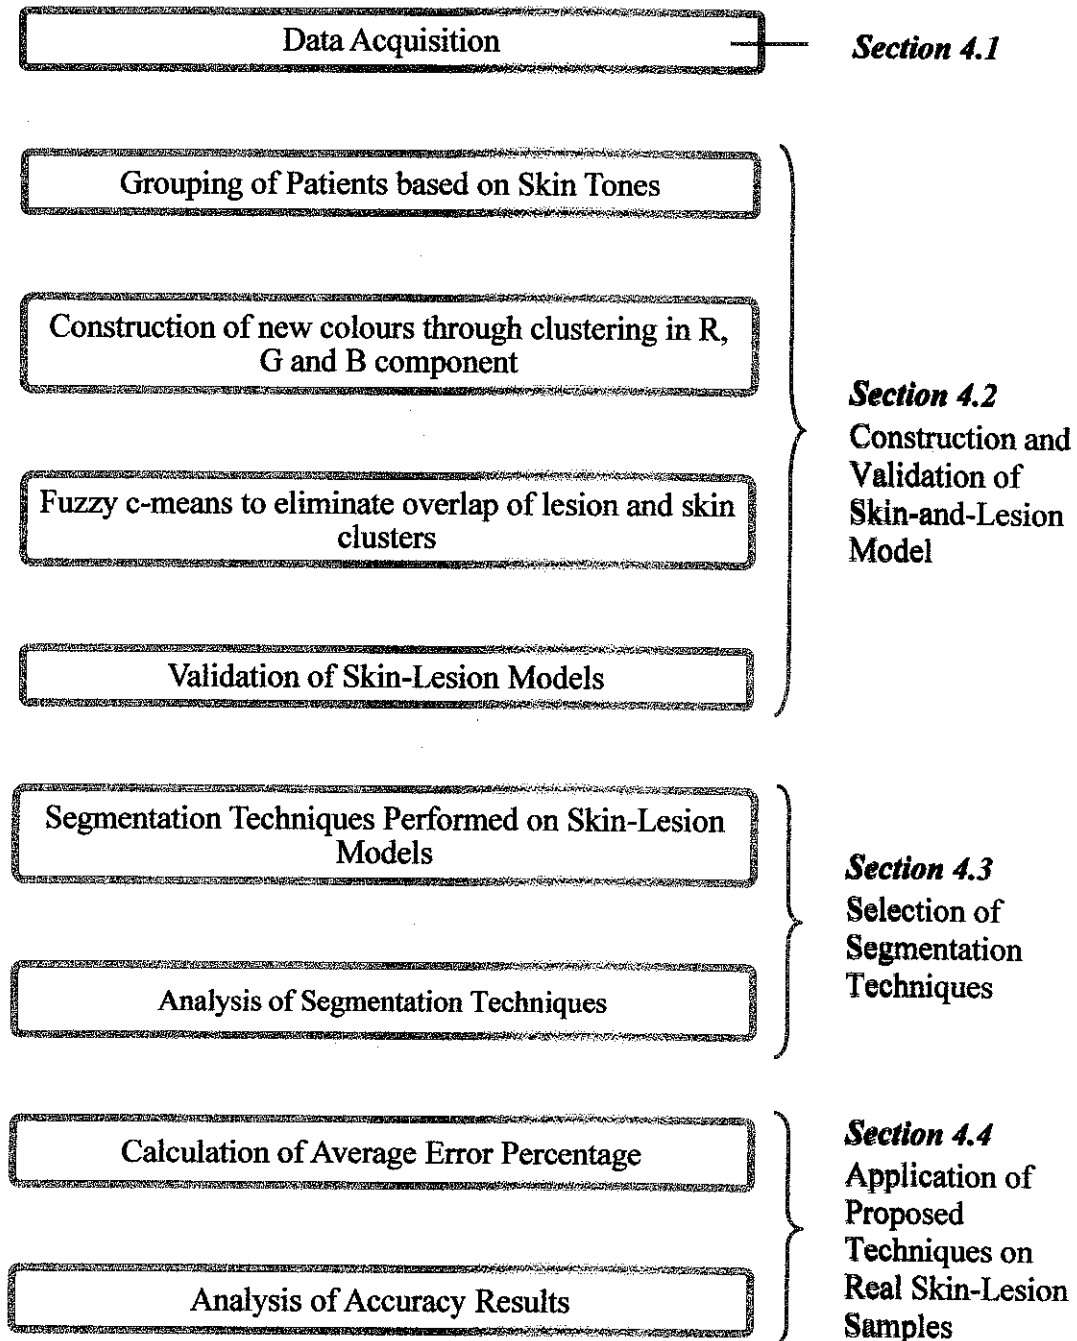 Data Acquisition
Section 4.1
Grouping of Patients based on Skin Tones
Construction of new colours through clustering in R,
G and B component
Fuzzy c-means to eliminate overlap of lesion and skin
clusters
Validation of Skin-Lesion Models
Section 4.2
Construction and
Validation of
Skin-and-Lesion
Model
Segmentation Techniques Performed on Skin-Lesion
Models
Analysis of Segmentation Techniques
Section 4.3
Selection of
Segmentation
Techniques
Calculation of Average Error Percentage
Analysis of Accuracy Results
Section 4.4
Application of
Proposed
Techniques on
Real Skin-Lesion
Samples